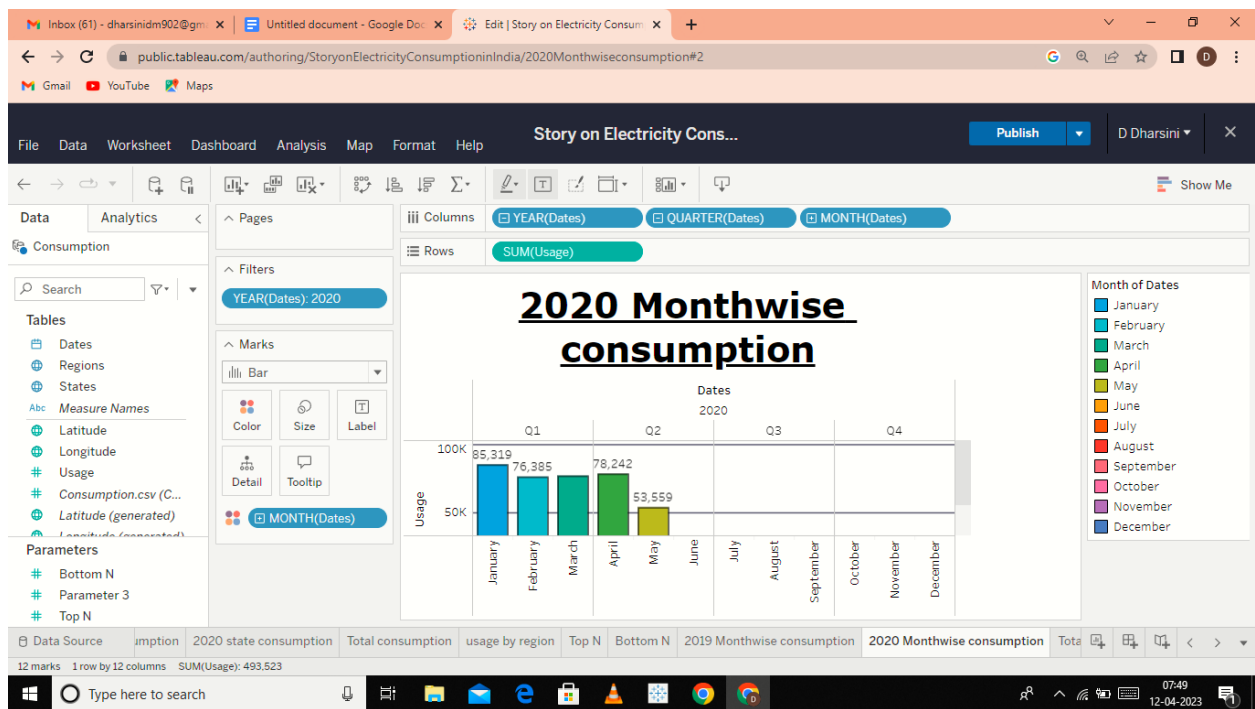 Inbox (61) - dharsinidm902@gm
Untitled document - Google Doc
Edit | Story on Electricity Consum
public.tableau.com/authoring/StoryonElectricityConsumptioninIndia/2020Monthwiseconsumption#2
G
D
Gmail YouTube Maps
Story on Electricity Cons...
Publish
D Dharsini
File Data Worksheet Dashboard Analysis Map Format Help
Show Me
Data Analytics
Consumption
Search
Tables
Dates
Regions
States
Abc Measure Names
Latitude
Longitude
# Usage
# Consumption.csv (C...
Latitude (generated)
Parameters
# Bottom N
# Parameter 3
# Top N
Pages
Filters
YEAR(Dates): 2020
Marks
Bar
Color Size Label
Detail Tooltip
MONTH(Dates)
iii Columns YEAR(Dates) QUARTER(Dates) MONTH(Dates)
Rows SUM(Usage)
2020 Monthwise
consumption
Dates
2020
Q1 Q2 Q3 Q4
100K
50K
Usage
85,319
76,385
78,242
53,559
January
February
March
April
May
June
July
August
September
October
November
December
Month of Dates
January
February
March
April
May
June
July
August
September
October
November
December
Data Source umption 2020 state consumption Total consumption usage by region Top N Bottom N 2019 Monthwise consumption 2020 Monthwise consumption Tota
12 marks 1 row by 12 columns SUM(Usage): 493,523
Type here to search
07:49
12-04-2023
1